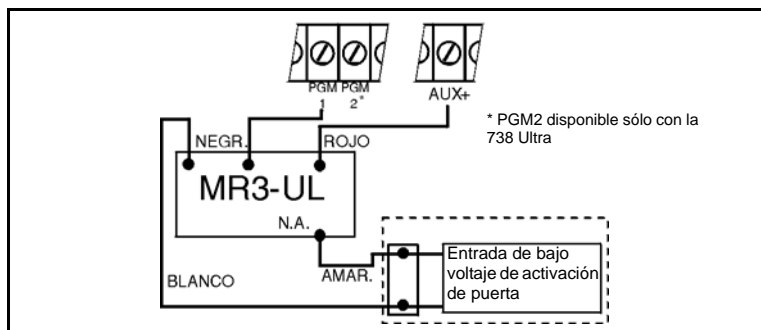 PGM PGM
1 2*
AUX+
* PGM2 disponible sólo con la
738 Ultra
NEGR.
ROJO
MR3-UL
N.A.
BLANCO
AMAR.
Entrada de bajo
voltaje de activación
de puerta